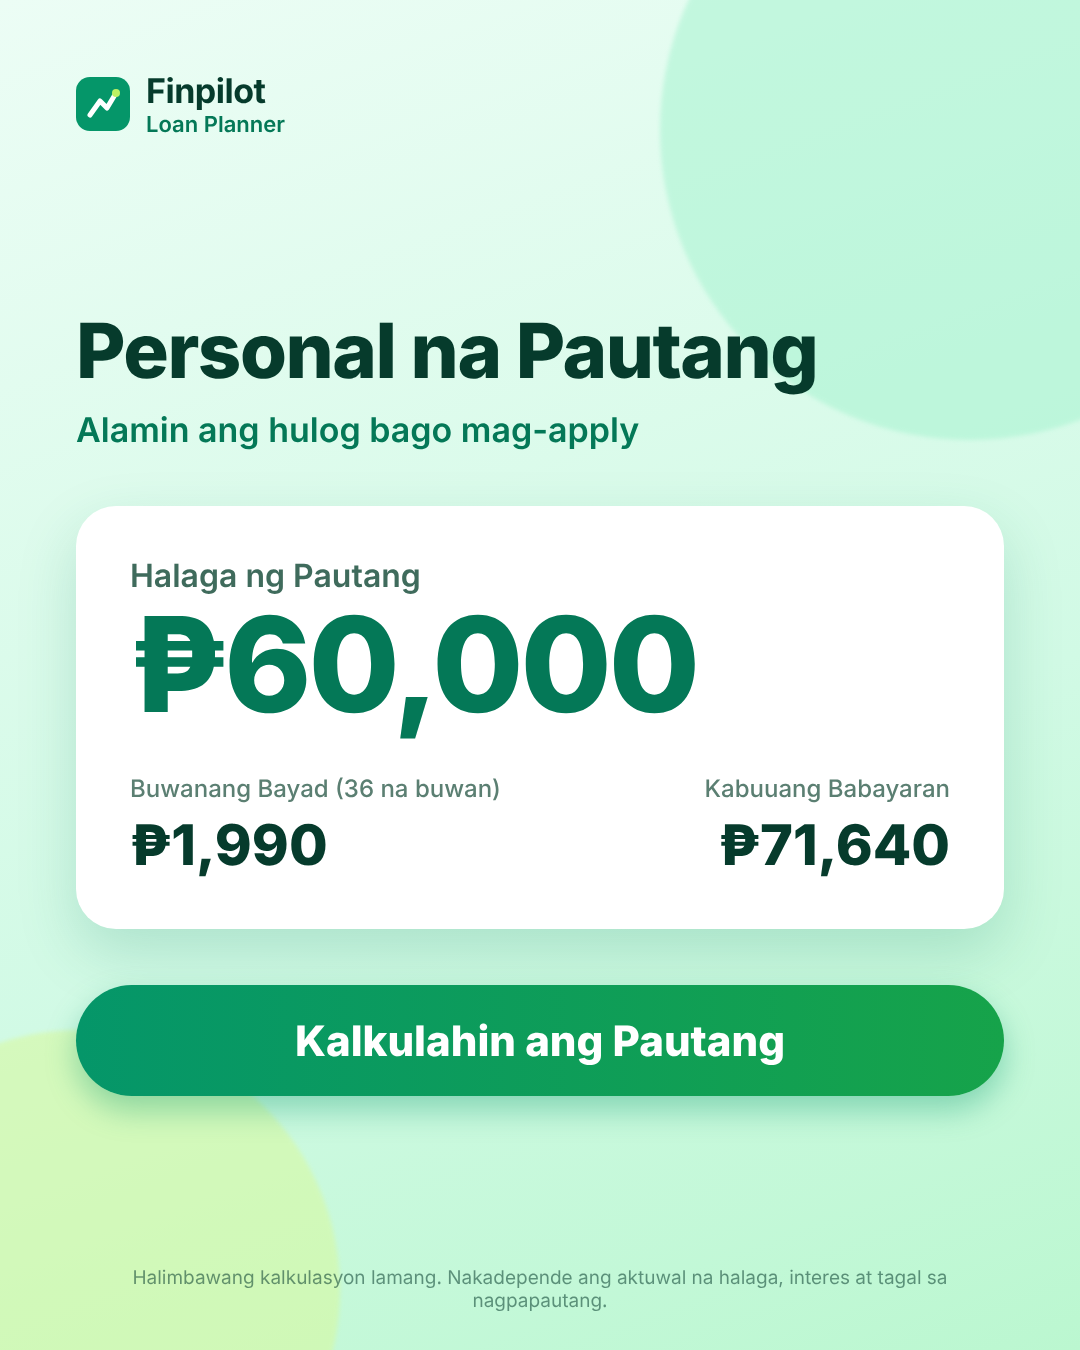 Finpilot
Loan Planner
Personal na Pautang
Alamin ang hulog bago mag-apply
Halaga ng Pautang
₱60,000
Buwanang Bayad (36 na buwan)
₱1,990
Kabuuang Babayaran
₱71,640
Kalkulahin ang Pautang
Halimbawang kalkulasyon lamang. Nakadepende ang aktuwal na halaga, interes at tagal sa
nagpapautang.